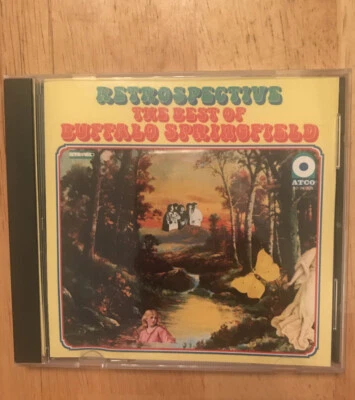 RETROSPECTIVE
THE BEST OF
BUFFALO SPRINGFIELD
ATCO